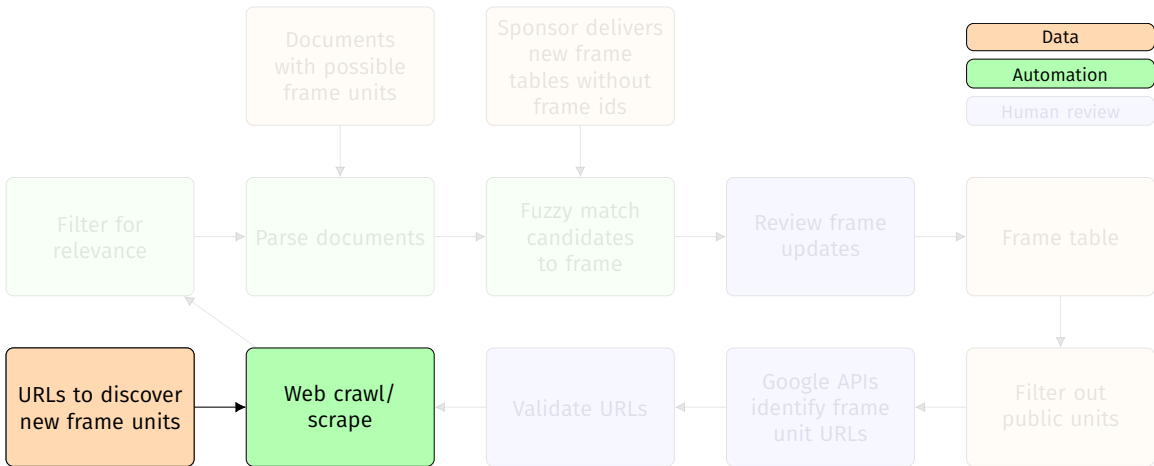 Documents
with possible
frame units
Sponsor delivers
new frame
tables without
frame ids
Data
Automation
Human review
Filter for
relevance
Parse documents
Fuzzy match
candidates
to frame
Review frame
updates
Frame table
URLs to discover
new frame units
Web crawl/
scrape
Validate URLs
Google APIs
identify frame
unit URLs
Filter out
public units